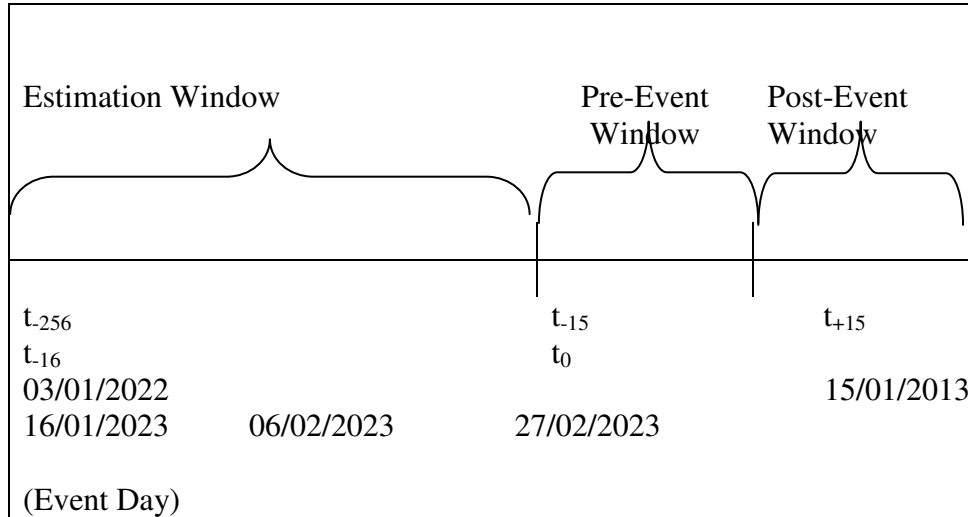 Estimation Window Pre-Event Post-Event
Window Window
t₋₂₅₆ t₋₁₅ t₊₁₅
t₋₁₆ t₀
03/01/2022 15/01/2013
16/01/2023 06/02/2023 27/02/2023
(Event Day)